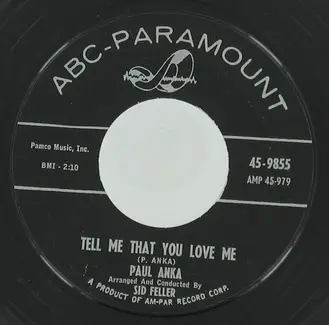 ABC-PARAMOUNT
Pamco Music, Inc.
BMI - 2:10
45-9855
AMP 45-979
TELL ME THAT YOU LOVE ME
(P. ANKA)
PAUL ANKA
Arranged And Conducted By
SID FELLER
A PRODUCT OF AM-PAR RECORD CORP.